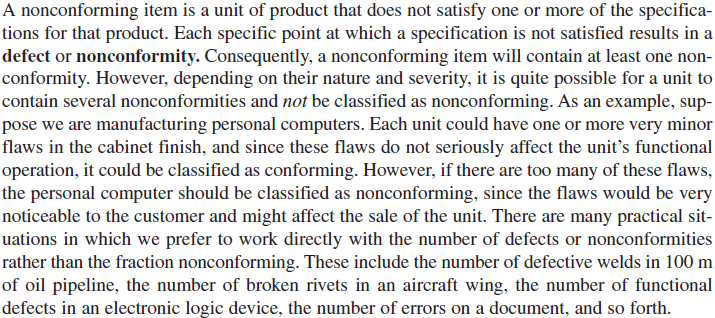 A nonconforming item is a unit of product that does not satisfy one or more of the specifica-
tions for that product. Each specific point at which a specification is not satisfied results in a
defect or nonconformity. Consequently, a nonconforming item will contain at least one non-
conformity. However, depending on their nature and severity, it is quite possible for a unit to
contain several nonconformities and not be classified as nonconforming. As an example, sup-
pose we are manufacturing personal computers. Each unit could have one or more very minor
flaws in the cabinet finish, and since these flaws do not seriously affect the unit's functional
operation, it could be classified as conforming. However, if there are too many of these flaws,
the personal computer should be classified as nonconforming, since the flaws would be very
noticeable to the customer and might affect the sale of the unit. There are many practical sit-
uations in which we prefer to work directly with the number of defects or nonconformities
rather than the fraction nonconforming. These include the number of defective welds in 100 m
of oil pipeline, the number of broken rivets in an aircraft wing, the number of functional
defects in an electronic logic device, the number of errors on a document, and so forth.